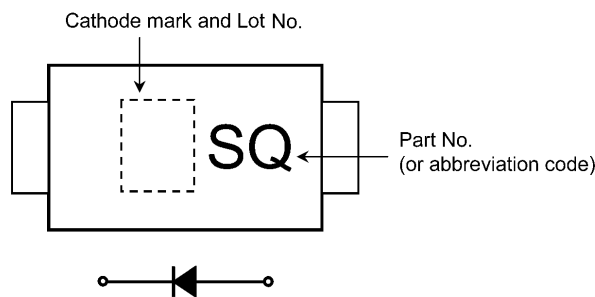 Cathode mark and Lot No.
SQ
Part No.
(or abbreviation code)